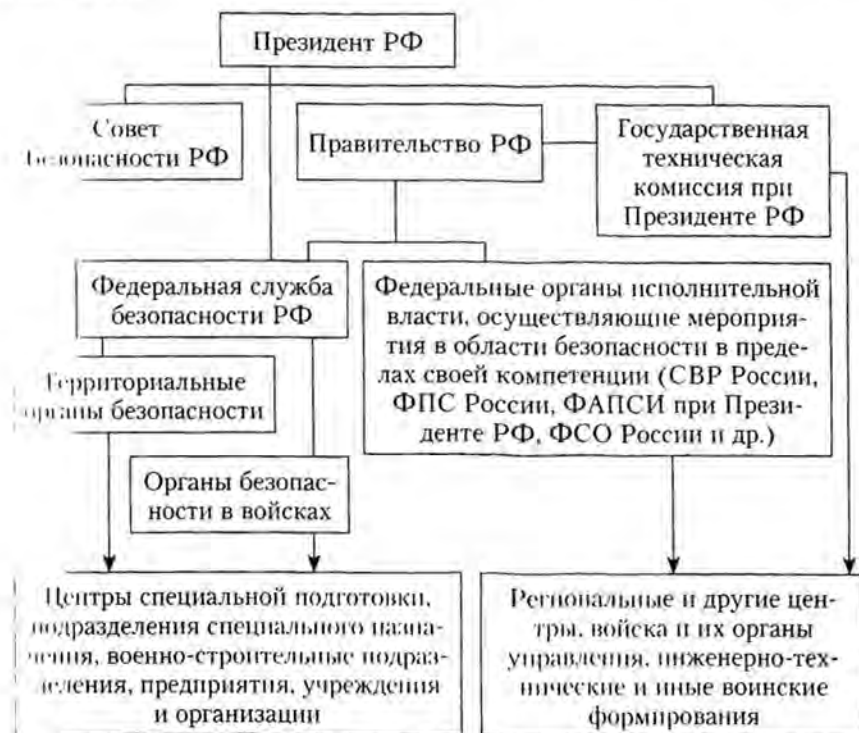 Президент РФ
Совет
Безопасности РФ
Правительство РФ
Государственная
техническая
комиссия при
Президенте РФ
Федеральная служба
безопасности РФ
Федеральные органы исполнительной
власти, осуществляющие мероприя-
тия в области безопасности в преде-
лах своей компетенции (СВР России,
ФПС России, ФАПСИ при Прези-
денте РФ, ФСО России и др.)
Территориальные
органы безопасности
Органы безопас-
ности в войсках
Центры специальной подготовки,
подразделения специального назна-
чения, военно-строительные подраз-
деления, предприятия, учреждения
и организации
Региональные и другие цен-
тры, войска и их органы
управления, инженерно-тех-
нические и иные воинские
формирования